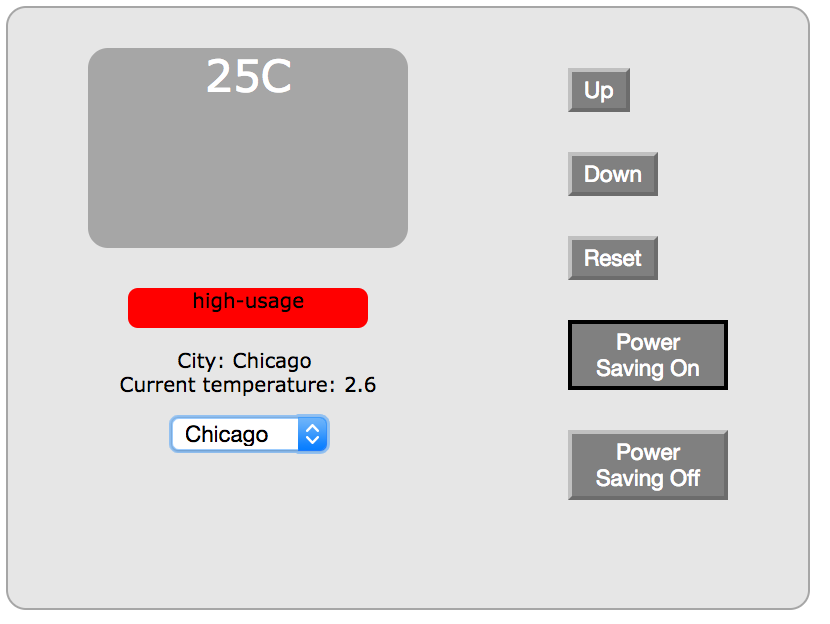 25C
high-usage
City: Chicago
Current temperature: 2.6
Chicago
Up
Down
Reset
Power
Saving On
Power
Saving Off